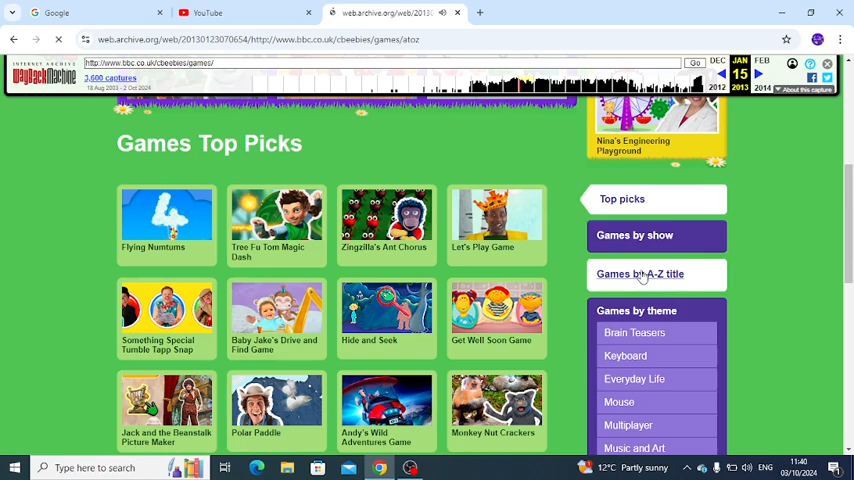 Google
YouTube
web.archive.org/web/2013
web.archive.org/web/20130123070654/http://www.bbc.co.uk/cbeebies/games/atoz
INTERNET ARCHIVE
WayBackMachine
http://www.bbc.co.uk/cbeebies/games/
Go
DEC
JAN
FEB
3,600 captures
15
18 Aug 2003 - 2 Oct 2024
2012
2013
2014
About this capture
Nina's Engineering
Playground
Games Top Picks
Top picks
Games by show
Games by A-Z title
Games by theme
Brain Teasers
Keyboard
Everyday Life
Mouse
Multiplayer
Music and Art
4
Flying Numtums
Tree Fu Tom Magic
Dash
Zingzilla's Ant Chorus
Let's Play Game
Something Special
Tumble Tapp Snap
Baby Jake's Drive and
Find Game
Hide and Seek
Get Well Soon Game
Jack and the Beanstalk
Picture Maker
Polar Paddle
Andy's Wild
Adventures Game
Monkey Nut Crackers
Type here to search
12°C Partly sunny
ENG
11:40
03/10/2024